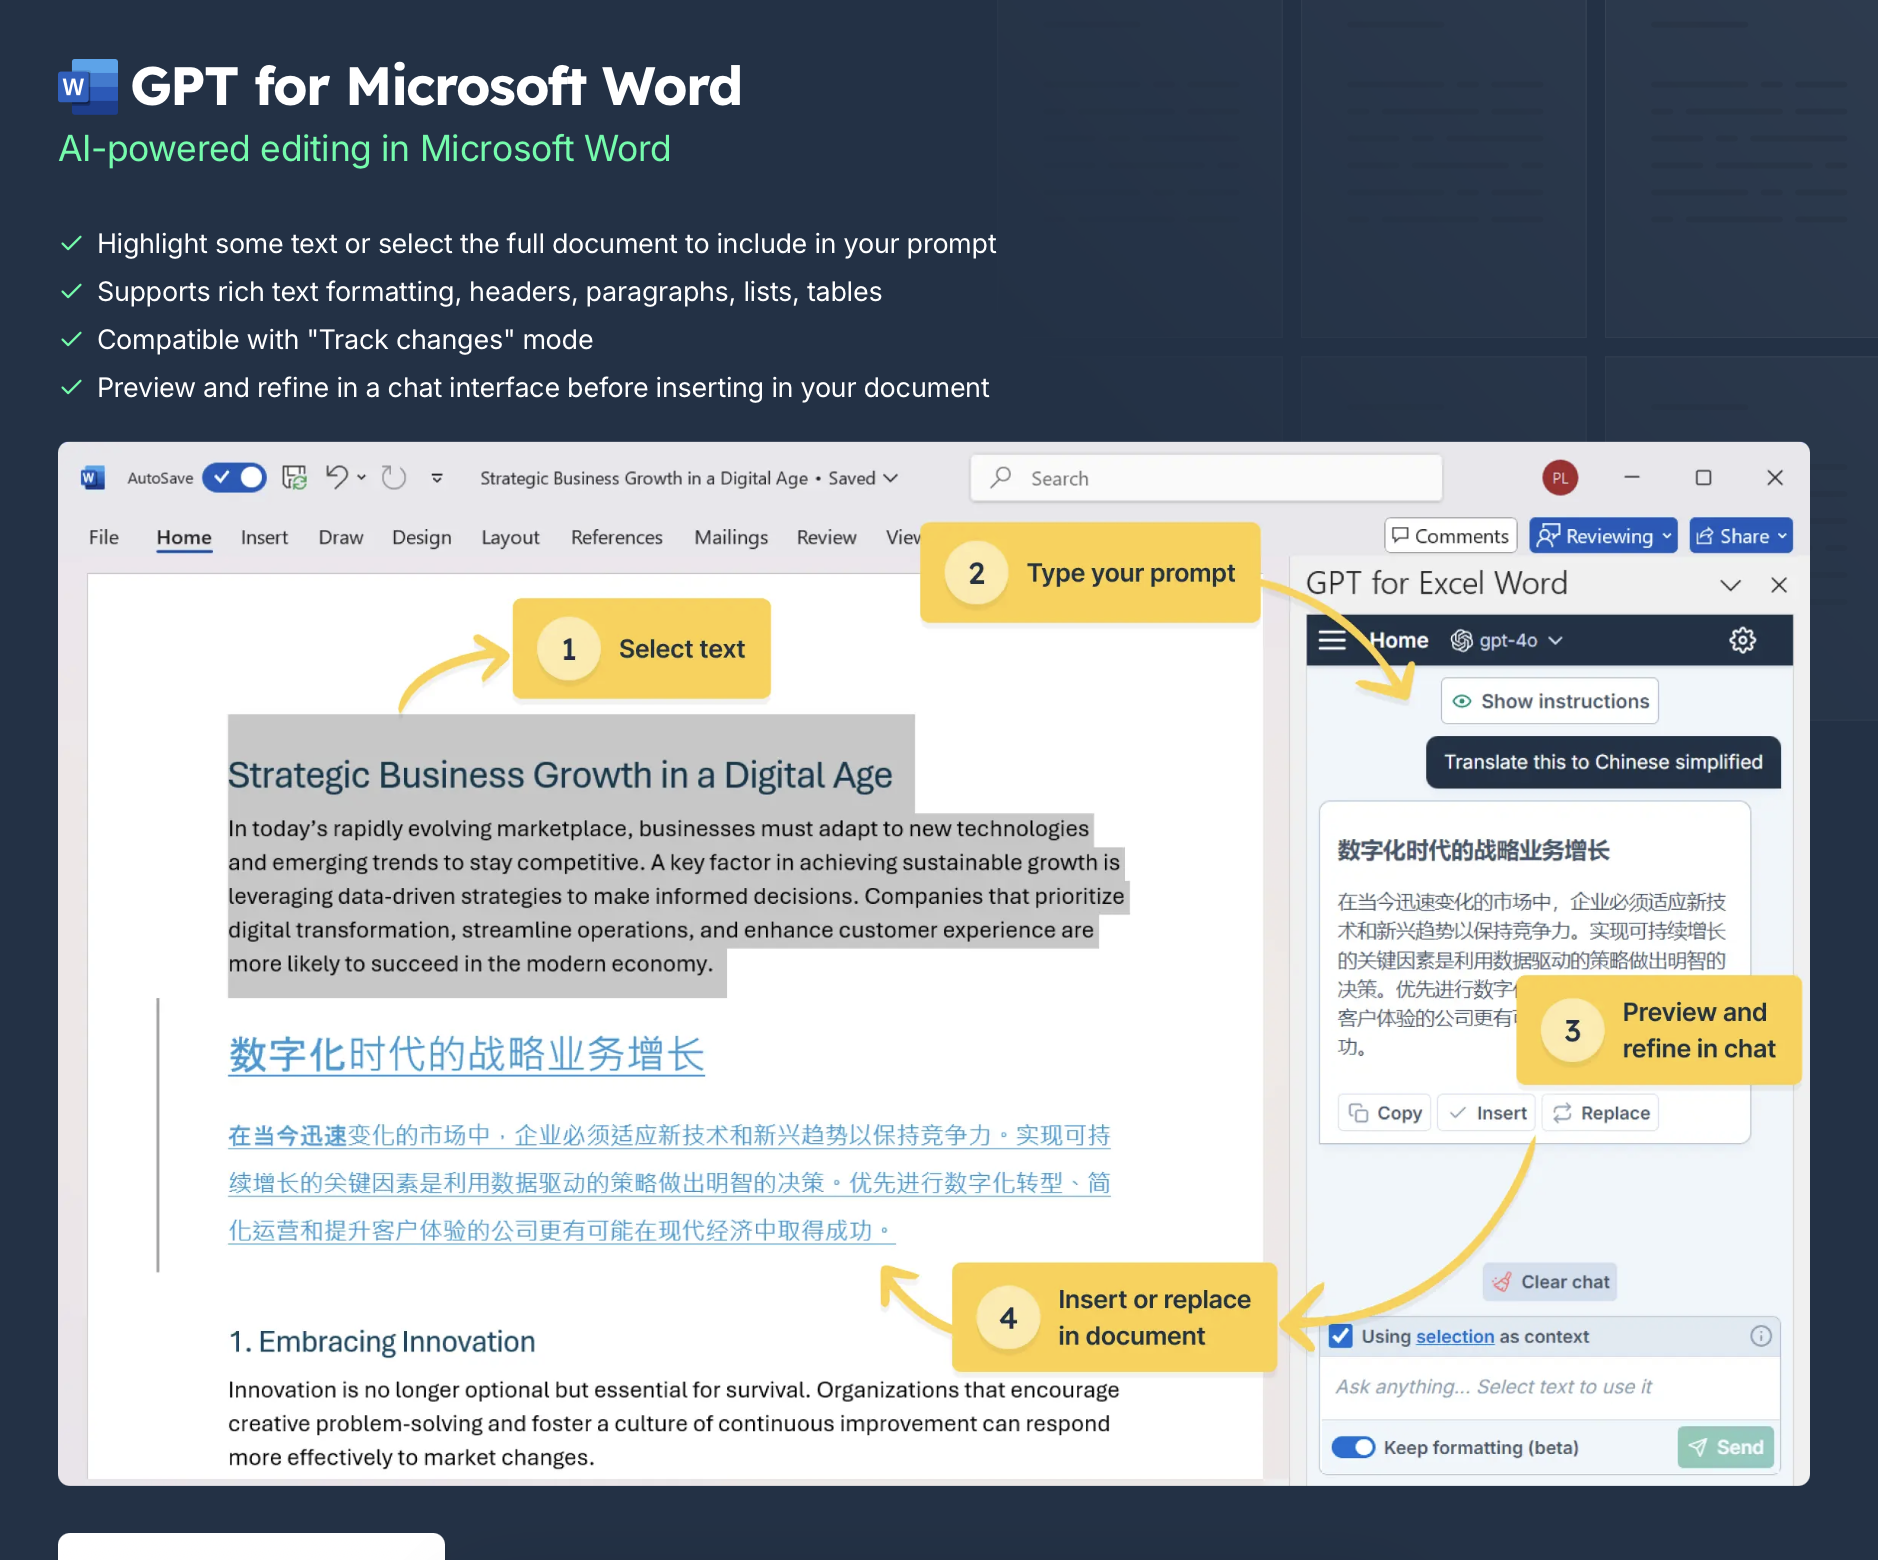 GPT for Microsoft Word
AI-powered editing in Microsoft Word
Highlight some text or select the full document to include in your prompt
Supports rich text formatting, headers, paragraphs, lists, tables
Compatible with "Track changes" mode
Preview and refine in a chat interface before inserting in your document
W AutoSave Strategic Business Growth in a Digital Age • Saved Search PL
File Home Insert Draw Design Layout References Mailings Review View Comments Reviewing Share
2 Type your prompt
1 Select text
Strategic Business Growth in a Digital Age
In today’s rapidly evolving marketplace, businesses must adapt to new technologies
and emerging trends to stay competitive. A key factor in achieving sustainable growth is
leveraging data-driven strategies to make informed decisions. Companies that prioritize
digital transformation, streamline operations, and enhance customer experience are
more likely to succeed in the modern economy.
数字化时代的战略业务增长
在当今迅速变化的市场中，企业必须适应新技术和新兴趋势以保持竞争力。实现可持
续增长的关键因素是利用数据驱动的策略做出明智的决策。优先进行数字化转型、简
化运营和提升客户体验的公司更有可能在现代经济中取得成功。
1. Embracing Innovation
Innovation is no longer optional but essential for survival. Organizations that encourage
creative problem-solving and foster a culture of continuous improvement can respond
more effectively to market changes.
GPT for Excel Word
Home gpt-4o
Show instructions
Translate this to Chinese simplified
数字化时代的战略业务增长
在当今迅速变化的市场中，企业必须适应新技
术和新兴趋势以保持竞争力。实现可持续增长
的关键因素是利用数据驱动的策略做出明智的
决策。优先进行数字
客户体验的公司更有
功。
3 Preview and
refine in chat
Copy Insert Replace
4 Insert or replace
in document
Clear chat
Using selection as context
Ask anything... Select text to use it
Keep formatting (beta) Send